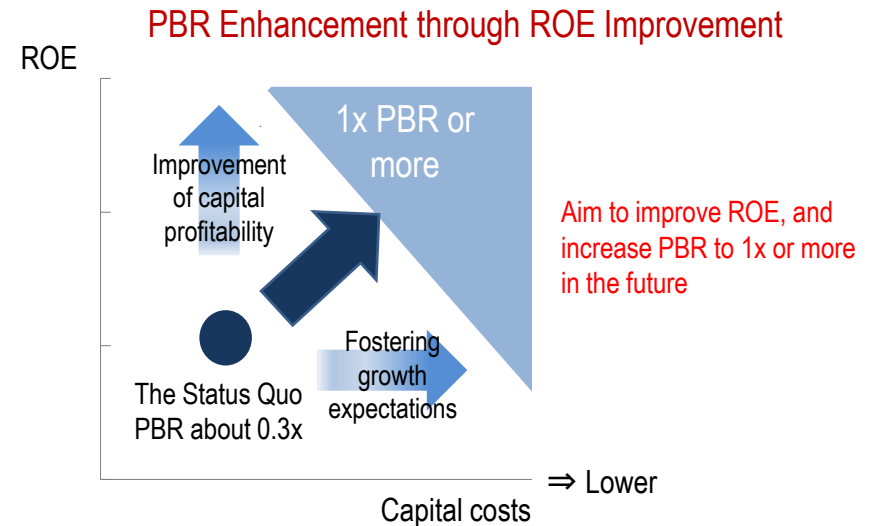 PBR Enhancement through ROE Improvement
ROE
1x PBR or
more
Improvement
of capital
profitability
Aim to improve ROE, and
increase PBR to 1x or more
in the future
Fostering
growth
expectations
The Status Quo
PBR about 0.3x
⇒ Lower
Capital costs